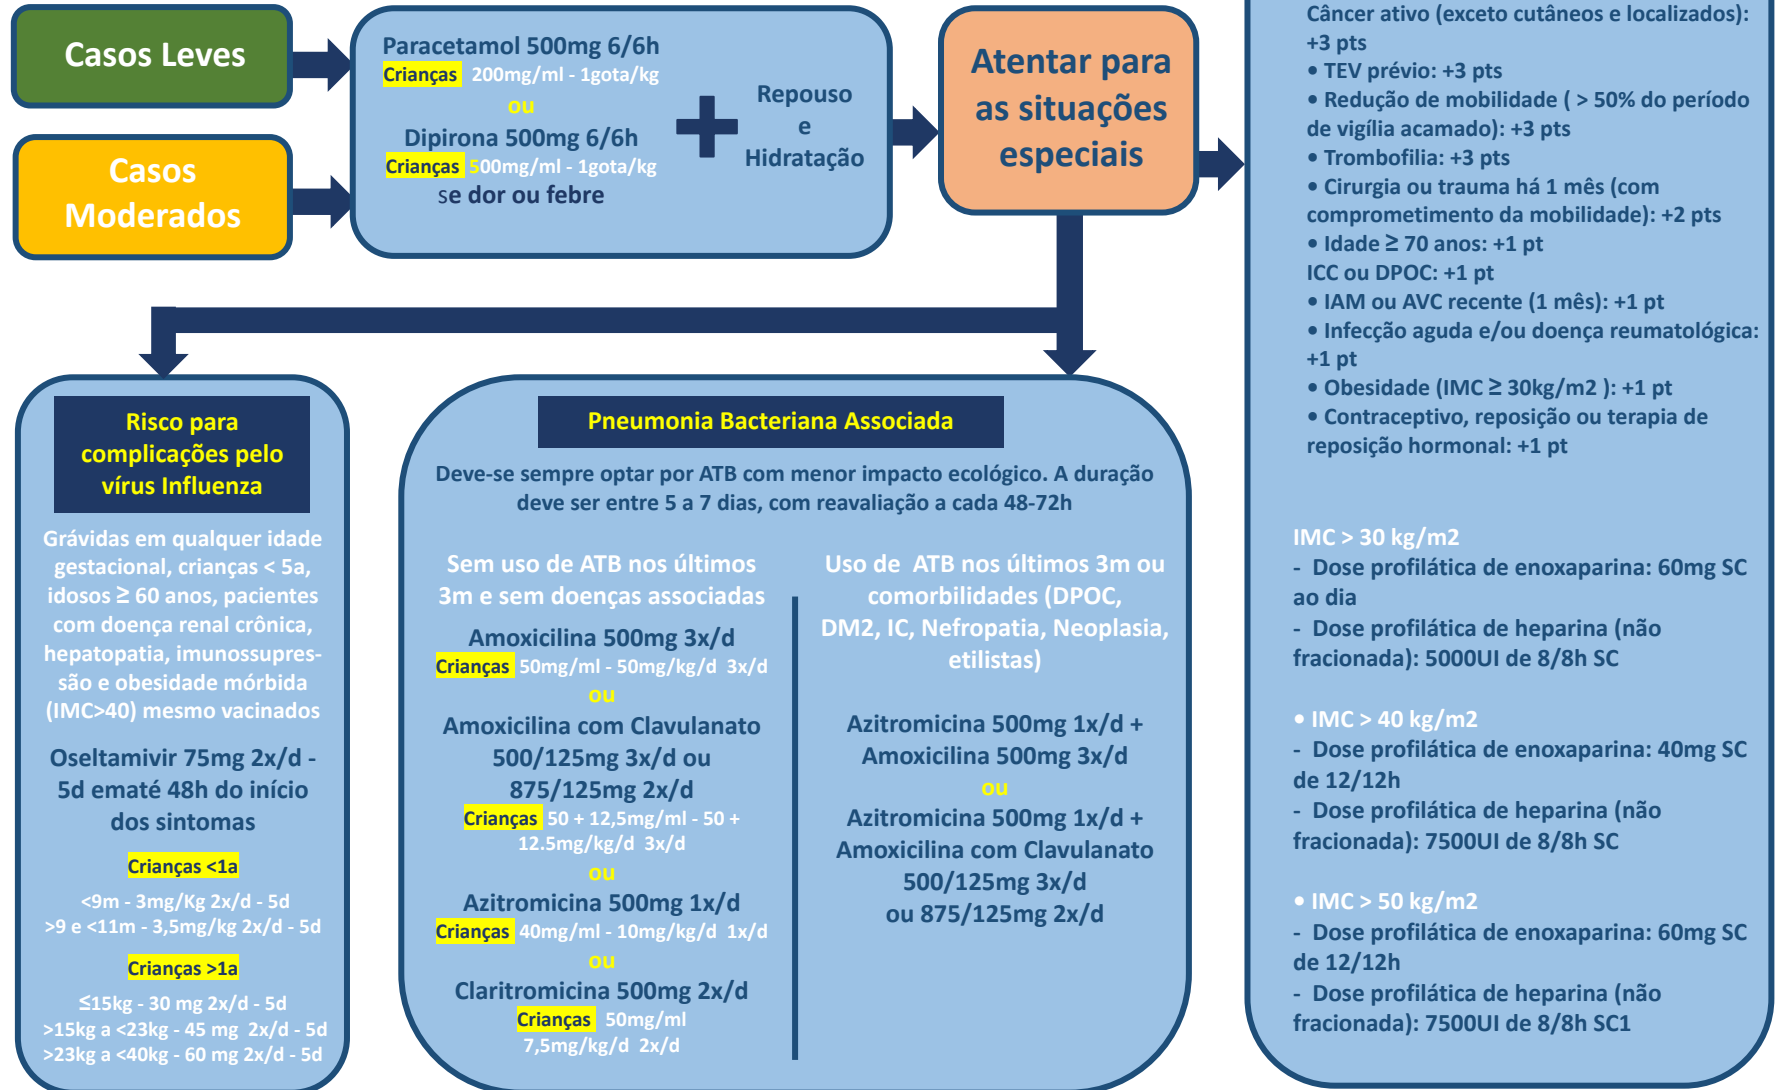 Casos Leves
Casos
Moderados
Paracetamol 500mg 6/6h
Crianças 200mg/ml - 1gota/kg
ou
Dipirona 500mg 6/6h
Crianças 500mg/ml - 1gota/kg
se dor ou febre
Repouso
e
Hidratação
Atentar para
as situações
especiais
Câncer ativo (exceto cutâneos e localizados):
+3 pts
• TEV prévio: +3 pts
• Redução de mobilidade ( > 50% do período
de vigília acamado): +3 pts
• Trombofilia: +3 pts
• Cirurgia ou trauma há 1 mês (com
comprometimento da mobilidade): +2 pts
• Idade ≥ 70 anos: +1 pt
ICC ou DPOC: +1 pt
• IAM ou AVC recente (1 mês): +1 pt
• Infecção aguda e/ou doença reumatológica:
+1 pt
• Obesidade (IMC ≥ 30kg/m2 ): +1 pt
• Contraceptivo, reposição ou terapia de
reposição hormonal: +1 pt
IMC > 30 kg/m2
- Dose profilática de enoxaparina: 60mg SC
ao dia
- Dose profilática de heparina (não
fracionada): 5000UI de 8/8h SC
• IMC > 40 kg/m2
- Dose profilática de enoxaparina: 40mg SC
de 12/12h
- Dose profilática de heparina (não
fracionada): 7500UI de 8/8h SC
• IMC > 50 kg/m2
- Dose profilática de enoxaparina: 60mg SC
de 12/12h
- Dose profilática de heparina (não
fracionada): 7500UI de 8/8h SC1
Risco para
complicações pelo
vírus Influenza
Grávidas em qualquer idade
gestacional, crianças < 5a,
idosos ≥ 60 anos, pacientes
com doença renal crônica,
hepatopatia, imunossupres-
são e obesidade mórbida
(IMC>40) mesmo vacinados
Oseltamivir 75mg 2x/d -
5d ematé 48h do início
dos sintomas
Crianças <1a
<9m - 3mg/Kg 2x/d - 5d
>9 e <11m - 3,5mg/kg 2x/d - 5d
Crianças >1a
≤15kg - 30 mg 2x/d - 5d
>15kg a <23kg - 45 mg 2x/d - 5d
>23kg a <40kg - 60 mg 2x/d - 5d
Pneumonia Bacteriana Associada
Deve-se sempre optar por ATB com menor impacto ecológico. A duração
deve ser entre 5 a 7 dias, com reavaliação a cada 48-72h
Sem uso de ATB nos últimos
3m e sem doenças associadas
Amoxicilina 500mg 3x/d
Crianças 50mg/ml - 50mg/kg/d 3x/d
ou
Amoxicilina com Clavulanato
500/125mg 3x/d ou
875/125mg 2x/d
Crianças 50 + 12,5mg/ml - 50 +
12.5mg/kg/d 3x/d
ou
Azitromicina 500mg 1x/d
Crianças 40mg/ml - 10mg/kg/d 1x/d
ou
Claritromicina 500mg 2x/d
Crianças 50mg/ml
7,5mg/kg/d 2x/d
Uso de ATB nos últimos 3m ou
comorbilidades (DPOC,
DM2, IC, Nefropatia, Neoplasia,
etilistas)
Azitromicina 500mg 1x/d +
Amoxicilina 500mg 3x/d
ou
Azitromicina 500mg 1x/d +
Amoxicilina com Clavulanato
500/125mg 3x/d
ou 875/125mg 2x/d